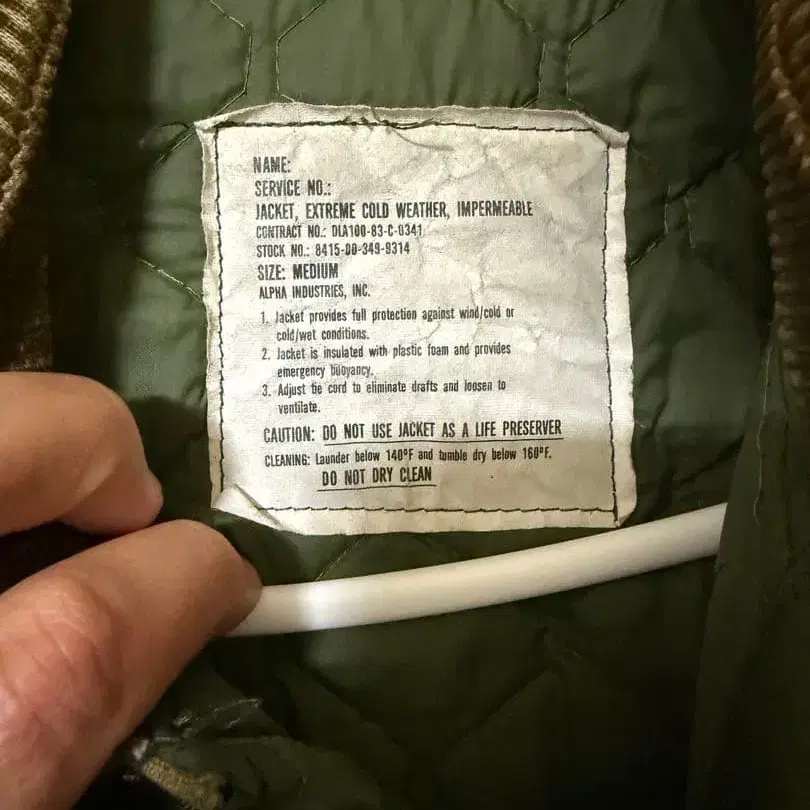 NAME:
SERVICE NO.:
JACKET, EXTREME COLD WEATHER, IMPERMEABLE
CONTRACT NO.: DLA100-83-C-0341
STOCK NO.: 8415-00-349-9314
SIZE: MEDIUM
ALPHA INDUSTRIES, INC.
1. Jacket provides full protection against wind/cold or
cold/wet conditions.
2. Jacket is insulated with plastic foam and provides
emergency buoyancy.
3. Adjust tie cord to eliminate drafts and loosen to
ventilate.
CAUTION: DO NOT USE JACKET AS A LIFE PRESERVER
CLEANING: Launder below 140°F and tumble dry below 160°F.
DO NOT DRY CLEAN